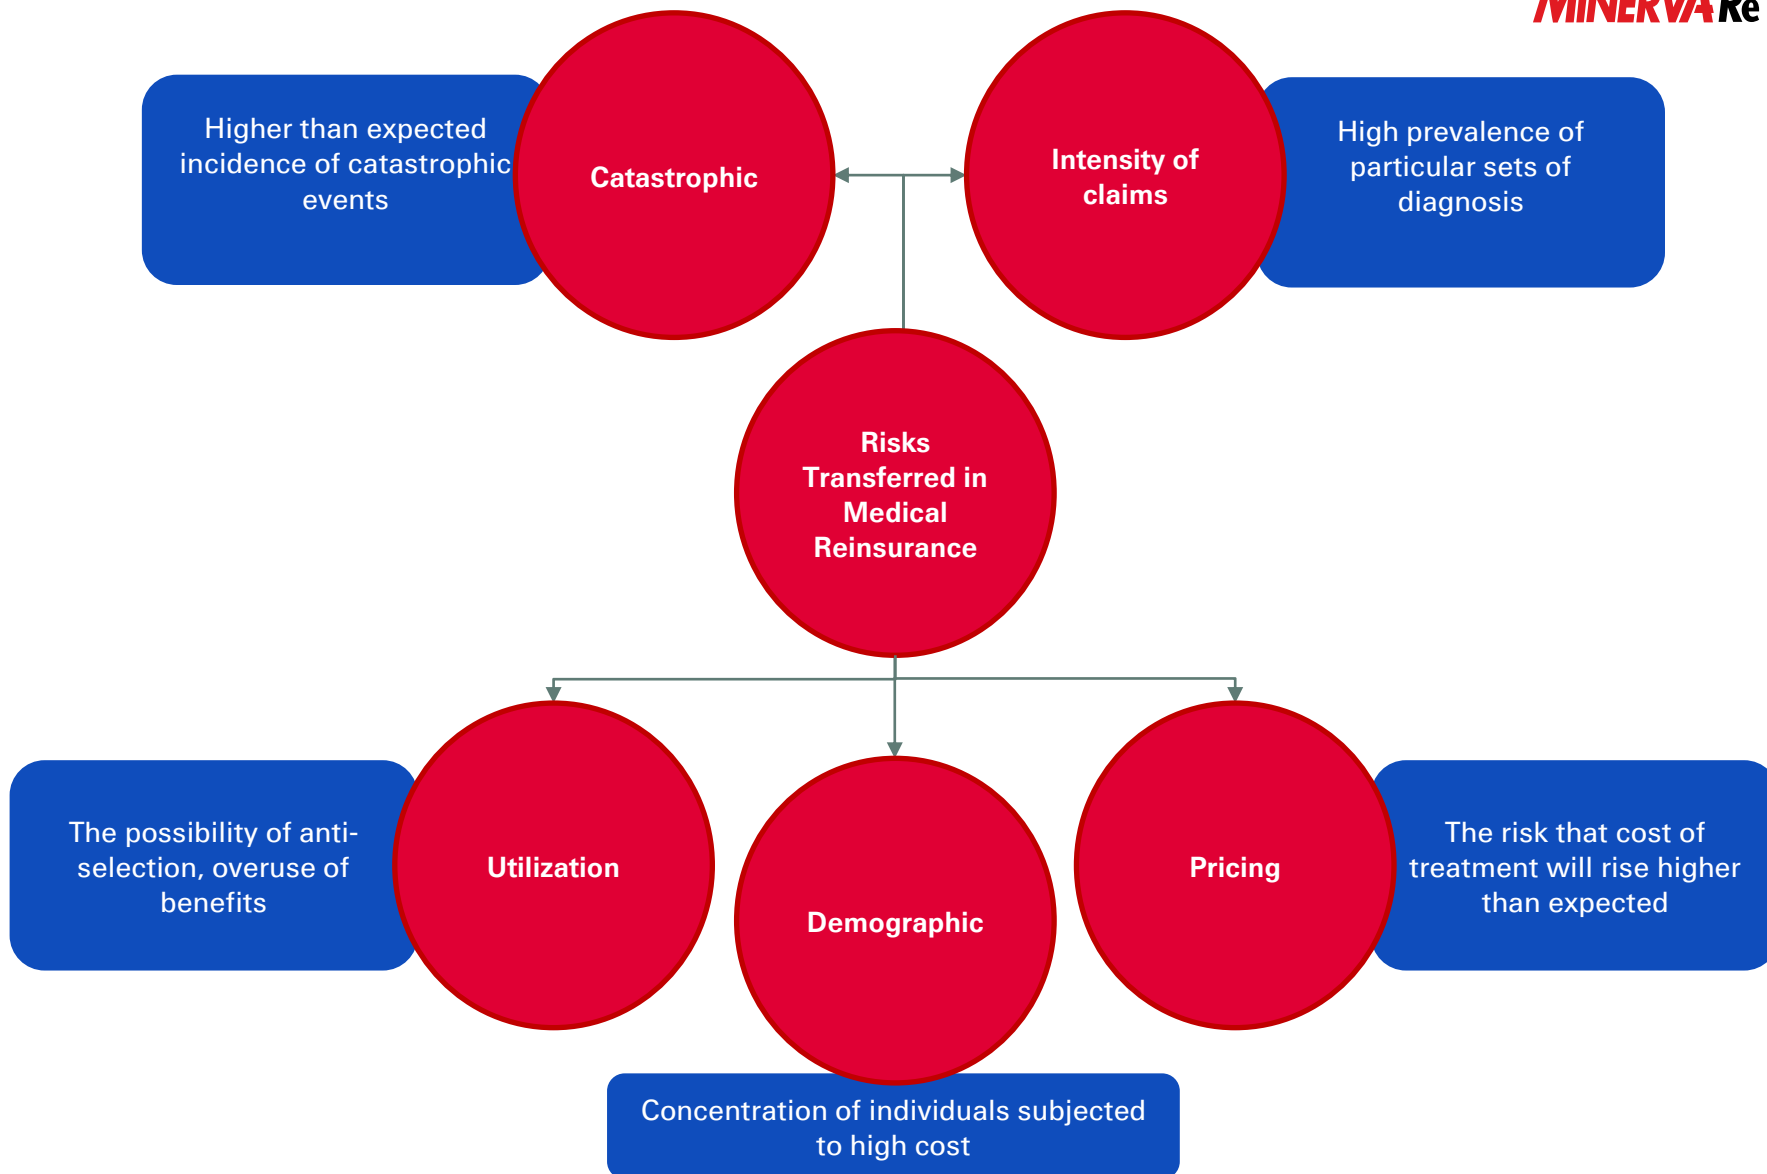 MINERVA Re
Higher than expected
incidence of catastrophic
events
Catastrophic
Intensity of
claims
High prevalence of
particular sets of
diagnosis
Risks
Transferred in
Medical
Reinsurance
The possibility of anti-
selection, overuse of
benefits
Utilization
Demographic
Pricing
The risk that cost of
treatment will rise higher
than expected
Concentration of individuals subjected
to high cost